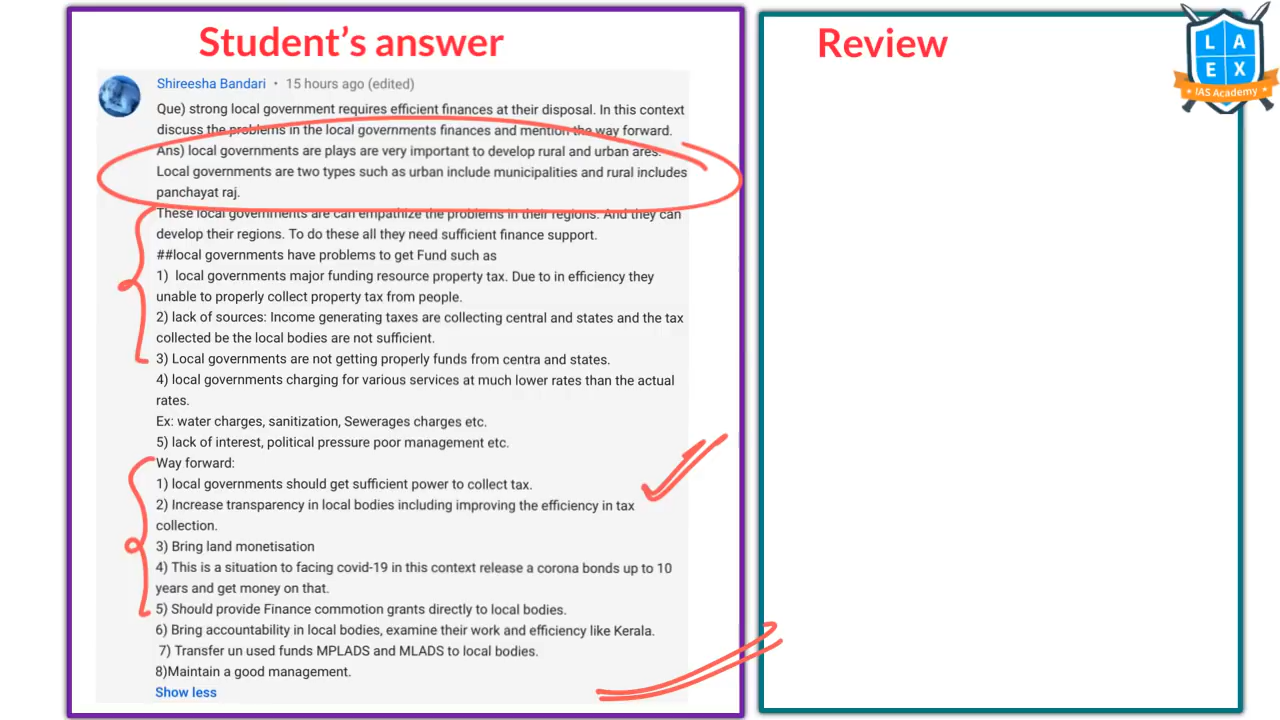 Student's answer
Shireesha Bandari • 15 hours ago (edited)
Que) strong local government requires efficient finances at their disposal. In this context
discuss the problems in the local governments finances and mention the way forward.
Ans) local governments are plays are very important to develop rural and urban ares.
Local governments are two types such as urban include municipalities and rural includes
panchayat raj.
These local governments are can empathize the problems in their regions. And they can
develop their regions. To do these all they need sufficient finance support.
##local governments have problems to get Fund such as
1) local governments major funding resource property tax. Due to in efficiency they
unable to properly collect property tax from people.
2) lack of sources: Income generating taxes are collecting central and states and the tax
collected be the local bodies are not sufficient.
3) Local governments are not getting properly funds from centra and states.
4) local governments charging for various services at much lower rates than the actual
rates.
Ex: water charges, sanitization, Sewerages charges etc.
5) lack of interest, political pressure poor management etc.
Way forward:
1) local governments should get sufficient power to collect tax.
2) Increase transparency in local bodies including improving the efficiency in tax
collection.
3) Bring land monetisation
4) This is a situation to facing covid-19 in this context release a corona bonds up to 10
years and get money on that.
5) Should provide Finance commotion grants directly to local bodies.
6) Bring accountability in local bodies, examine their work and efficiency like Kerala.
7) Transfer un used funds MPLADS and MLADS to local bodies.
8)Maintain a good management.
Show less
Review
L A
E X
IAS Academy